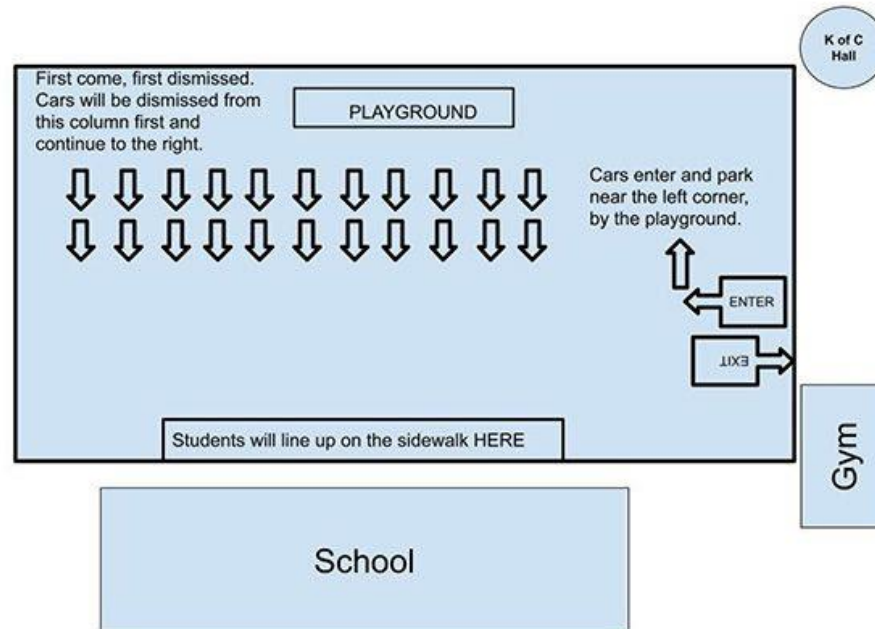 K of C
Hall
First come, first dismissed.
Cars will be dismissed from
this column first and
continue to the right.
PLAYGROUND
Cars enter and park
near the left corner,
by the playground.
ENTER
EXIT
Students will line up on the sidewalk HERE
Gym
School